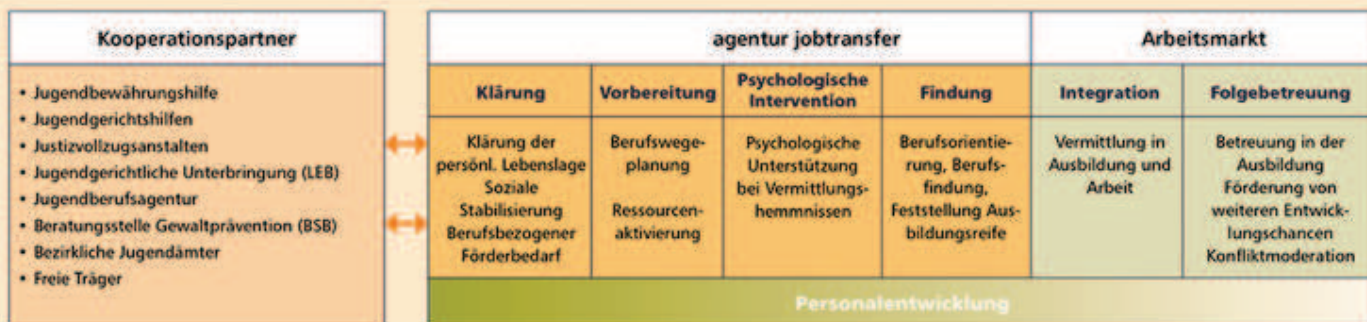 Kooperationspartner
• Jugendbewährungshilfe
• Jugendgerichtshilfen
• Justizvollzugsanstalten
• Jugendgerichtliche Unterbringung (LEB)
• Jugendberufsagentur
• Beratungsstelle Gewaltprävention (BSB)
• Bezirkliche Jugendämter
• Freie Träger
agentur jobtransfer
Arbeitsmarkt
Klärung
Klärung der
persönl. Lebenslage
Soziale
Stabilisierung
Berufsbezogener
Förderbedarf
Vorbereitung
Berufswege-
planung
Ressourcen-
aktivierung
Psychologische
Intervention
Psychologische
Unterstützung
bei Vermittlungs-
hemmnissen
Findung
Berufsorientie-
rung, Berufs-
findung,
Feststellung Aus-
bildungsreife
Integration
Vermittlung in
Ausbildung und
Arbeit
Folgebetreuung
Betreuung in der
Ausbildung
Förderung von
weiteren Entwick-
lungschancen
Konfliktmoderation
Personalentwicklung